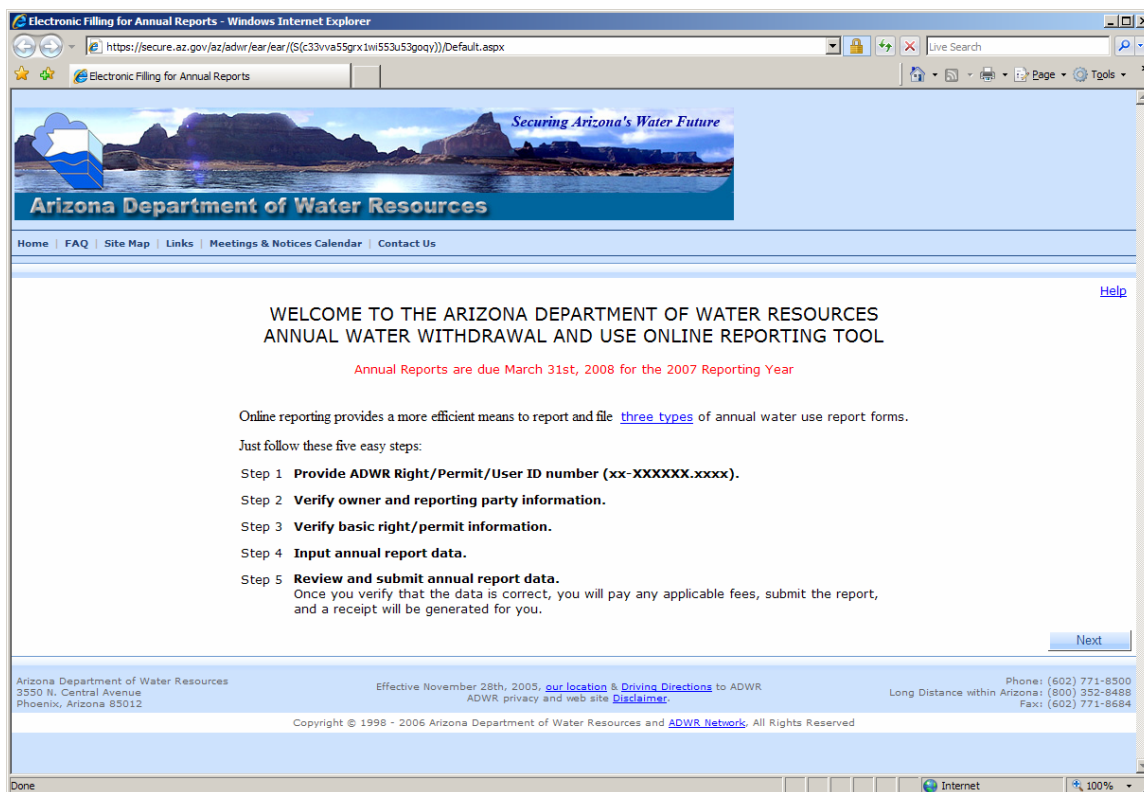 Electronic Filling for Annual Reports - Windows Internet Explorer
https://secure.az.gov/az/adwr/ear/ear/(S(c33vva55grx1wi553u53goqy))/Default.aspx
Live Search
Electronic Filling for Annual Reports
Page
Tools
Securing Arizona's Water Future
Arizona Department of Water Resources
Home | FAQ | Site Map | Links | Meetings & Notices Calendar | Contact Us
Help
WELCOME TO THE ARIZONA DEPARTMENT OF WATER RESOURCES
ANNUAL WATER WITHDRAWAL AND USE ONLINE REPORTING TOOL
Annual Reports are due March 31st, 2008 for the 2007 Reporting Year
Online reporting provides a more efficient means to report and file three types of annual water use report forms.
Just follow these five easy steps:
Step 1 Provide ADWR Right/Permit/User ID number (xx-XXXXXX.xxxx).
Step 2 Verify owner and reporting party information.
Step 3 Verify basic right/permit information.
Step 4 Input annual report data.
Step 5 Review and submit annual report data.
Once you verify that the data is correct, you will pay any applicable fees, submit the report,
and a receipt will be generated for you.
Next
Arizona Department of Water Resources
3550 N. Central Avenue
Phoenix, Arizona 85012
Effective November 28th, 2005, our location & Driving Directions to ADWR
ADWR privacy and web site Disclaimer.
Phone: (602) 771-8500
Long Distance within Arizona: (800) 352-8488
Fax: (602) 771-8684
Copyright © 1998 - 2006 Arizona Department of Water Resources and ADWR Network, All Rights Reserved
Done
Internet
100%